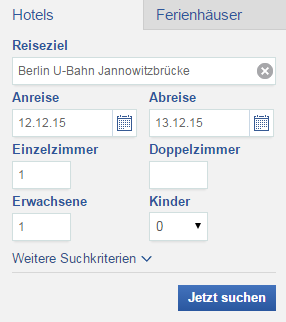 Hotels Ferienhäuser
Reiseziel
Berlin U-Bahn Jannowitzbrücke
Anreise Abreise
12.12.15 13.12.15
Einzelzimmer Doppelzimmer
1
Erwachsene Kinder
1 0
Weitere Suchkriterien
Jetzt suchen